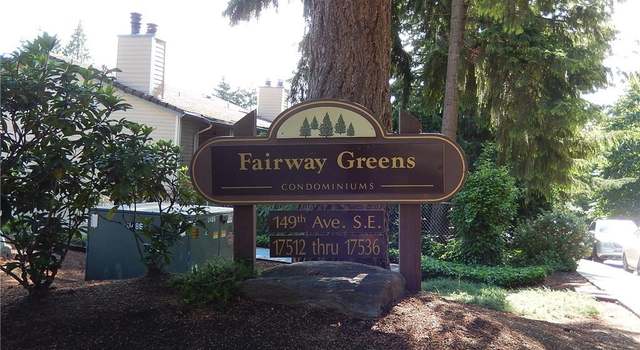 Fairway Greens
CONDOMINIUMS
149th Ave. S.E.
17512 thru 17536